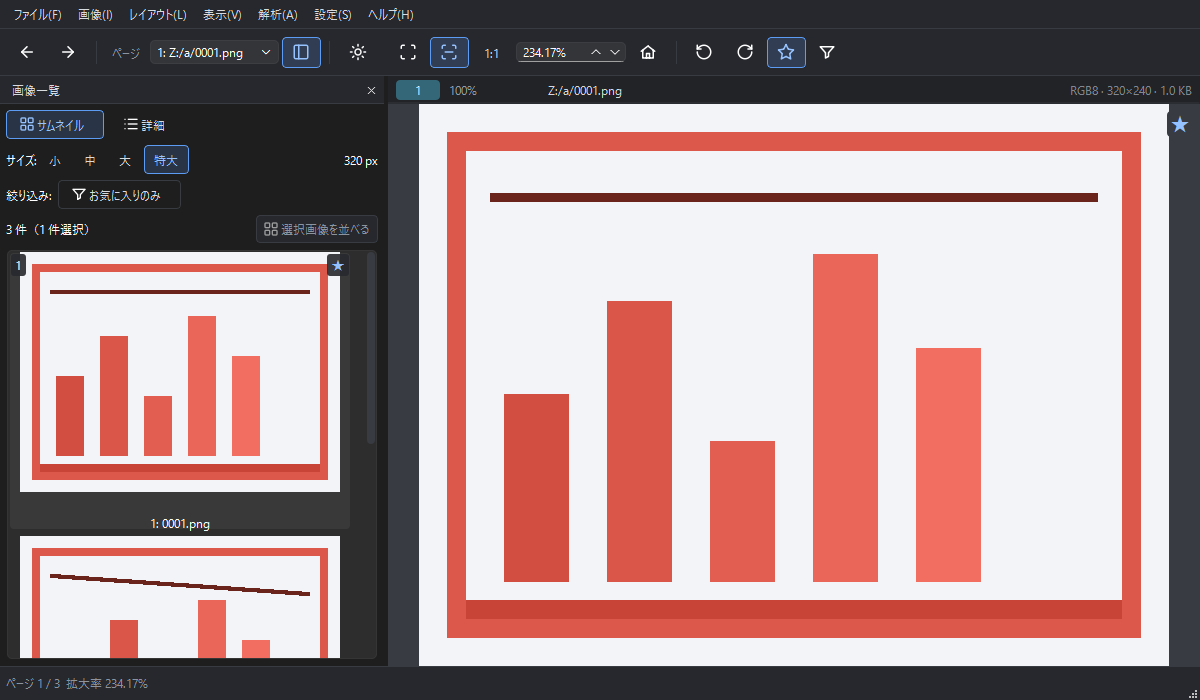 ファイル(F) 画像(I) レイアウト(L) 表示(V) 解析(A) 設定(S) ヘルプ(H)
ページ 1: Z:/a/0001.png 1:1 234.17%
画像一覧
1 100% Z:/a/0001.png RGB8 · 320×240 · 1.0 KB
サムネイル 詳細
サイズ: 小 中 大 特大 320 px
絞り込み: お気に入りのみ
3 件（1 件選択） 選択画像を並べる
1
1: 0001.png
ページ 1 / 3 拡大率 234.17%